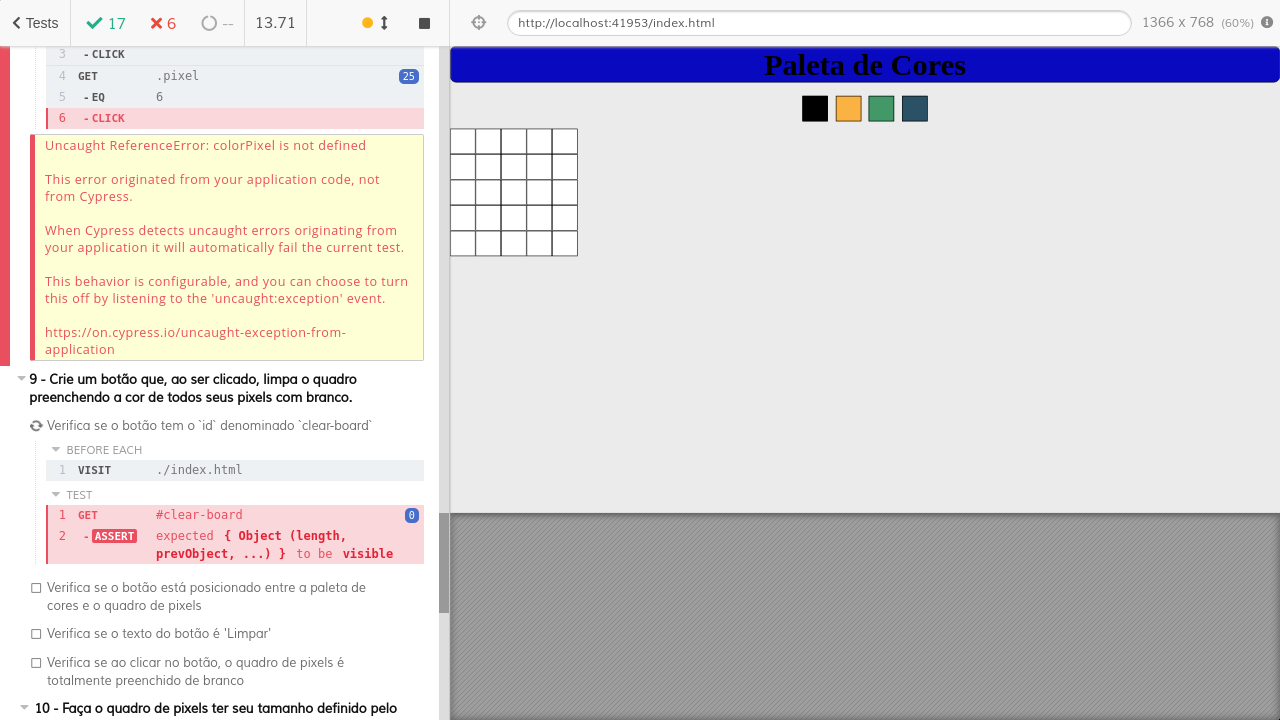 Tests 17 6 -- 13.71 http://localhost:41953/index.html 1366 x 768 (60%)
3 - CLICK
4 GET .pixel 25
5 - EQ 6
6 - CLICK
Uncaught ReferenceError: colorPixel is not defined
This error originated from your application code, not
from Cypress.
When Cypress detects uncaught errors originating from
your application it will automatically fail the current test.
This behavior is configurable, and you can choose to turn
this off by listening to the 'uncaught:exception' event.
https://on.cypress.io/uncaught-exception-from-
application
9 - Crie um botão que, ao ser clicado, limpa o quadro
preenchendo a cor de todos seus pixels com branco.
Verifica se o botão tem o `id` denominado `clear-board`
BEFORE EACH
1 VISIT ./index.html
TEST
1 GET #clear-board 0
2 - ASSERT expected { Object (length,
prevObject, ...) } to be visible
Verifica se o botão está posicionado entre a paleta de
cores e o quadro de pixels
Verifica se o texto do botão é 'Limpar'
Verifica se ao clicar no botão, o quadro de pixels é
totalmente preenchido de branco
10 - Faça o quadro de pixels ter seu tamanho definido pelo
Paleta de Cores